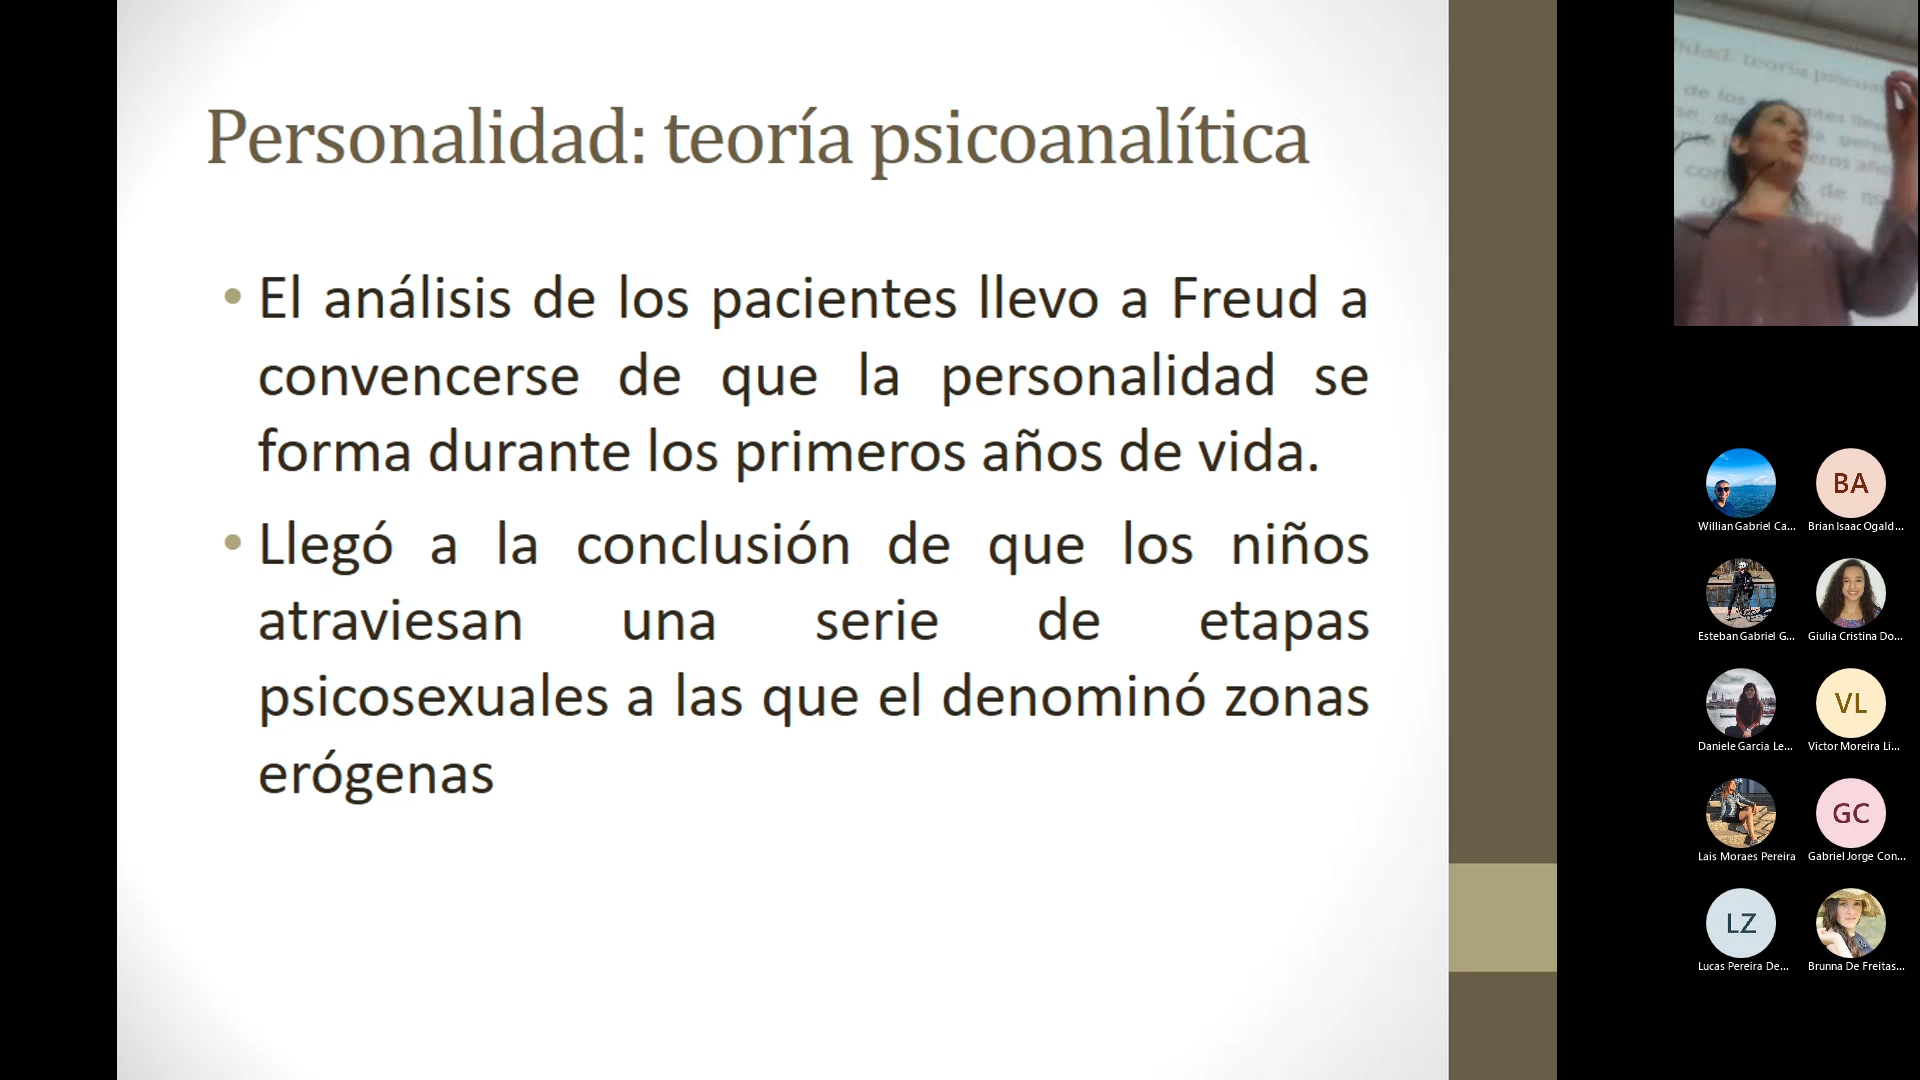 Personalidad: teoría psicoanalítica
• El análisis de los pacientes llevo a Freud a
convencerse de que la personalidad se
forma durante los primeros años de vida.
• Llegó a la conclusión de que los niños
atraviesan una serie de etapas
psicosexuales a las que el denominó zonas
erógenas
BA
Willian Gabriel Ca...
Brian Isaac Ogald...
Esteban Gabriel G...
Giulia Cristina Do...
VL
Daniele Garcia Le...
Victor Moreira Li...
GC
Lais Moraes Pereira
Gabriel Jorge Con...
LZ
Lucas Pereira De...
Brunna De Freitas...